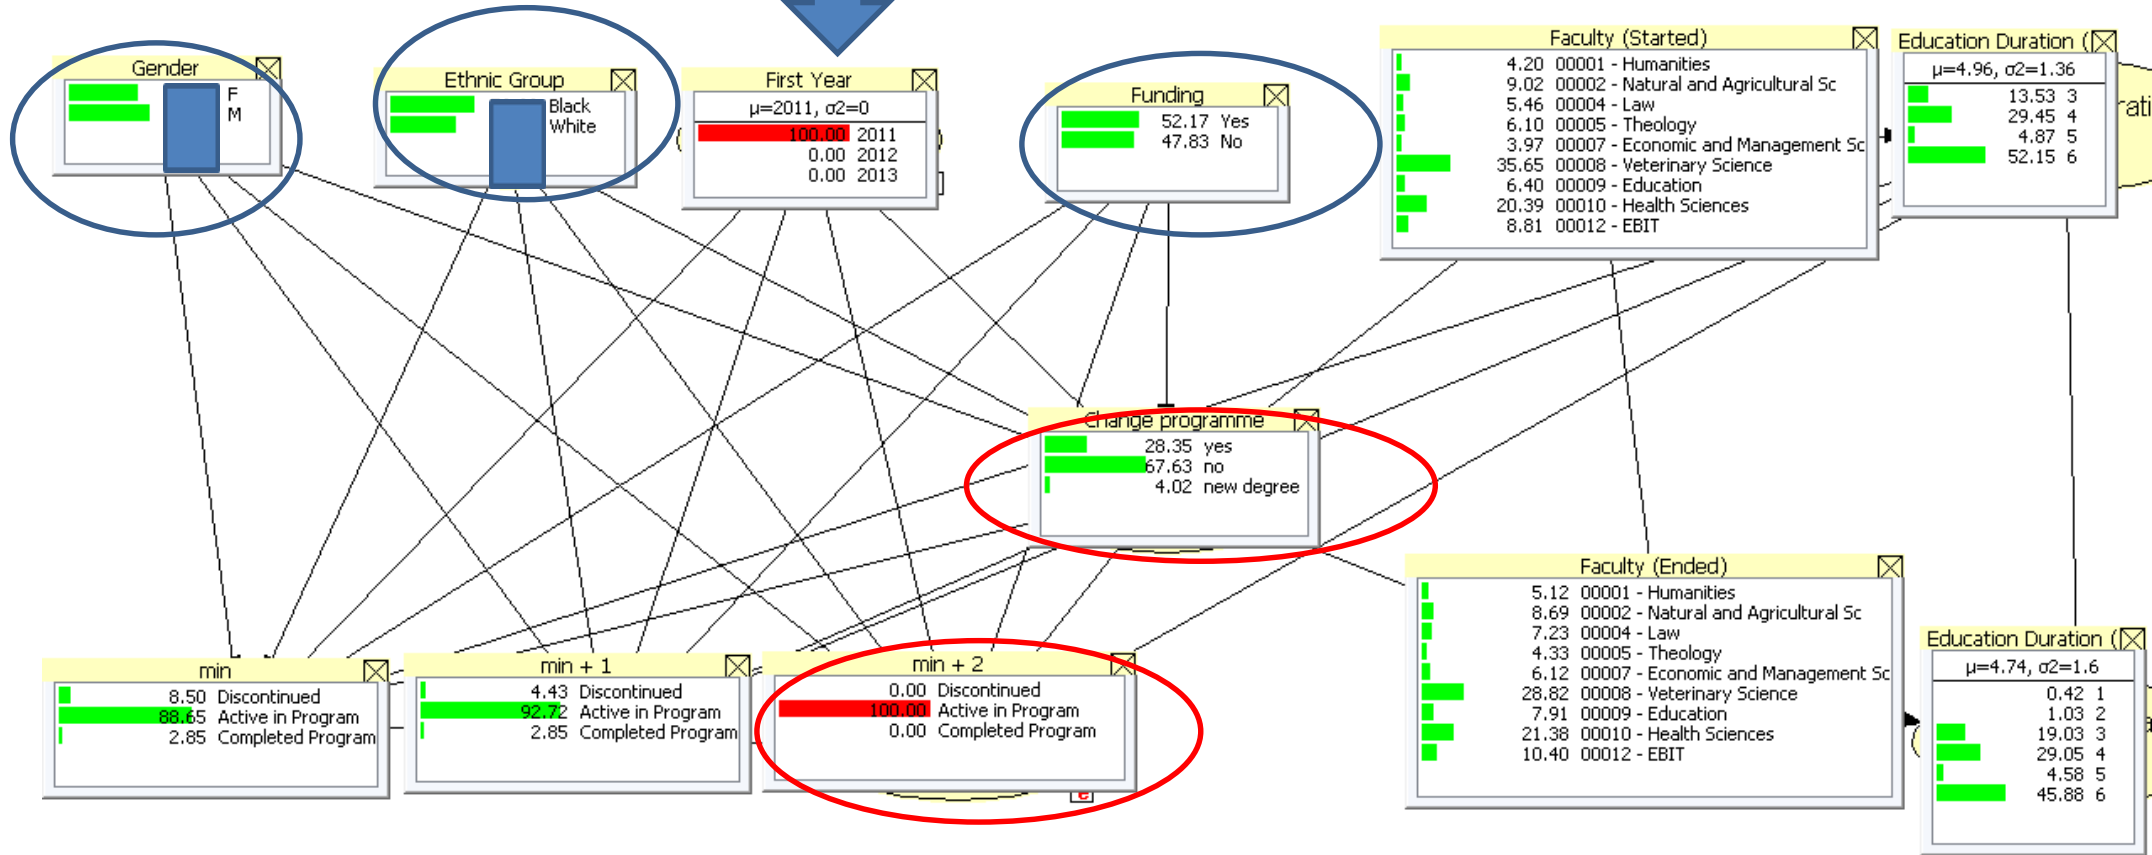 Gender
F
M
Ethnic Group
Black
White
First Year
μ=2011, σ2=0
100.00 2011
0.00 2012
0.00 2013
Funding
52.17 Yes
47.83 No
Faculty (Started)
4.20 00001 - Humanities
9.02 00002 - Natural and Agricultural Sc
5.46 00004 - Law
6.10 00005 - Theology
3.97 00007 - Economic and Management Sc
35.65 00008 - Veterinary Science
6.40 00009 - Education
20.39 00010 - Health Sciences
8.81 00012 - EBIT
Education Duration (
μ=4.96, σ2=1.36
13.53 3
29.45 4
4.87 5
52.15 6
rati
Change programme
28.35 yes
67.63 no
4.02 new degree
min
8.50 Discontinued
88.65 Active in Program
2.85 Completed Program
min + 1
4.43 Discontinued
92.72 Active in Program
2.85 Completed Program
min + 2
0.00 Discontinued
100.00 Active in Program
0.00 Completed Program
e
Faculty (Ended)
5.12 00001 - Humanities
8.69 00002 - Natural and Agricultural Sc
7.23 00004 - Law
4.33 00005 - Theology
6.12 00007 - Economic and Management Sc
28.82 00008 - Veterinary Science
7.91 00009 - Education
21.38 00010 - Health Sciences
10.40 00012 - EBIT
Education Duration (
μ=4.74, σ2=1.6
0.42 1
1.03 2
19.03 3
29.05 4
4.58 5
45.88 6